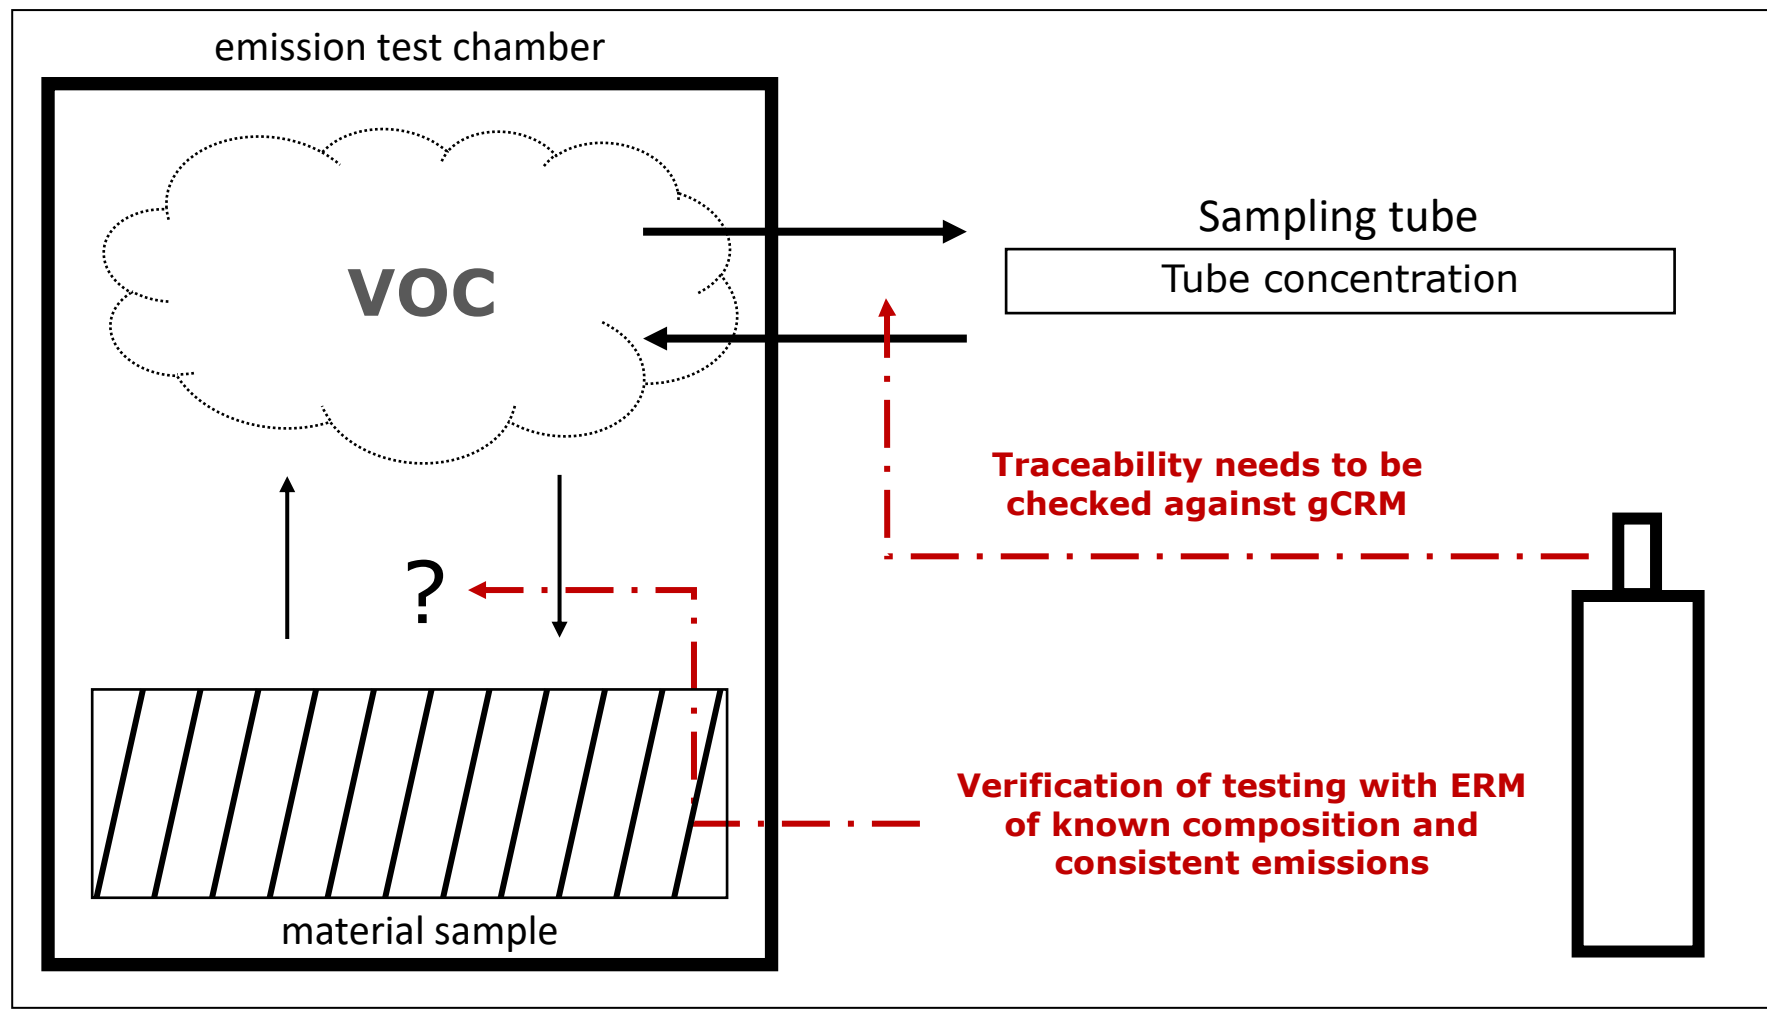 emission test chamber
VOC
Sampling tube
Tube concentration
Traceability needs to be
checked against gCRM
?
Verification of testing with ERM
of known composition and
consistent emissions
material sample